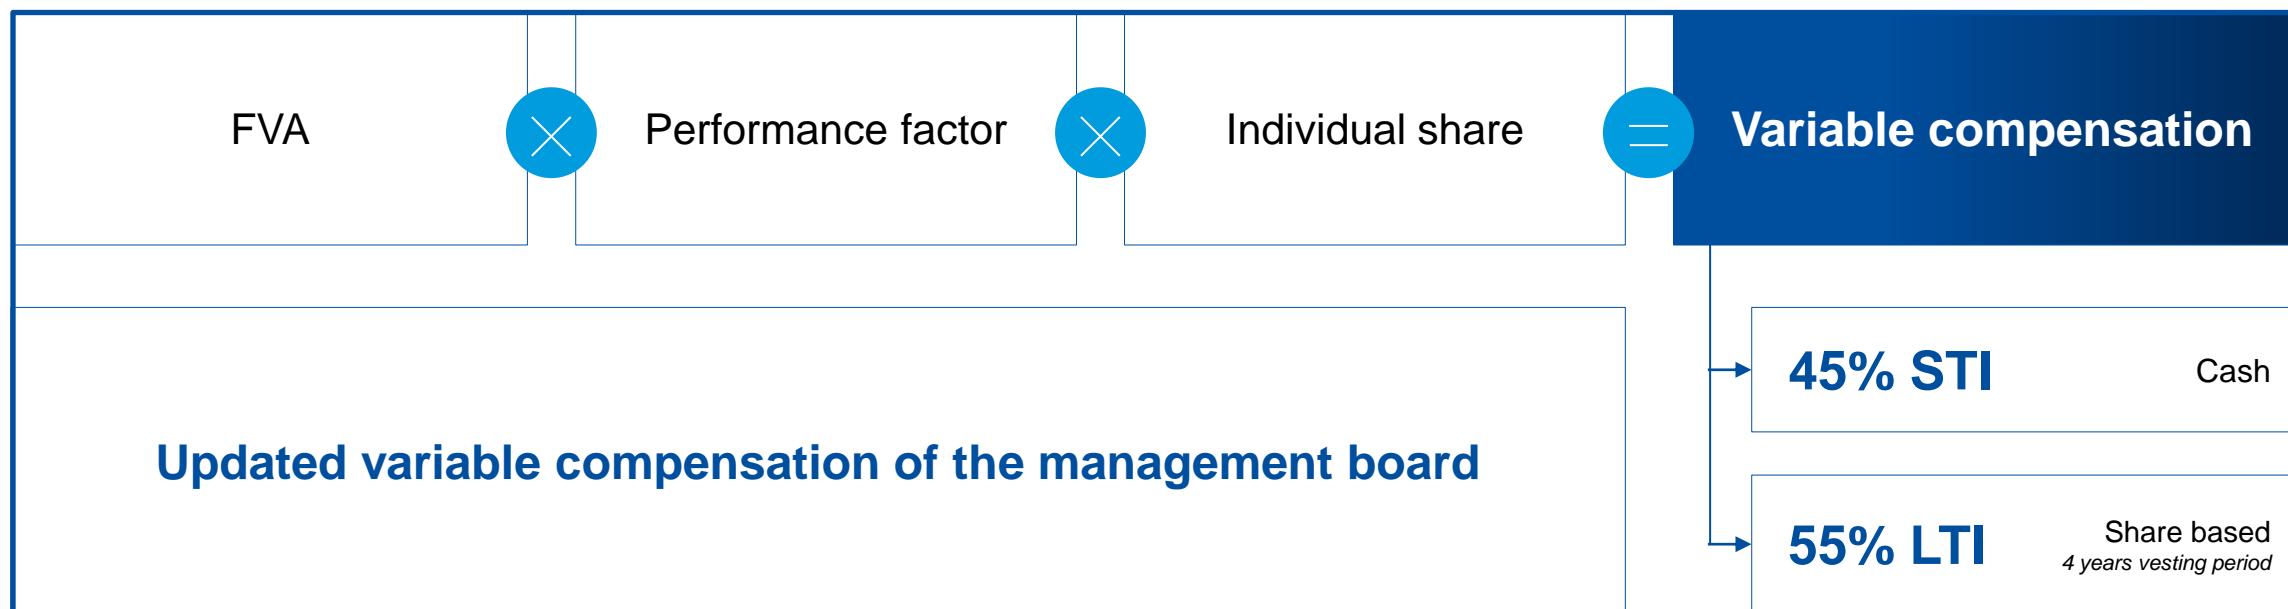 FVA
Performance factor
Individual share
Variable compensation
Updated variable compensation of the management board
45% STI
Cash
55% LTI
Share based
4 years vesting period